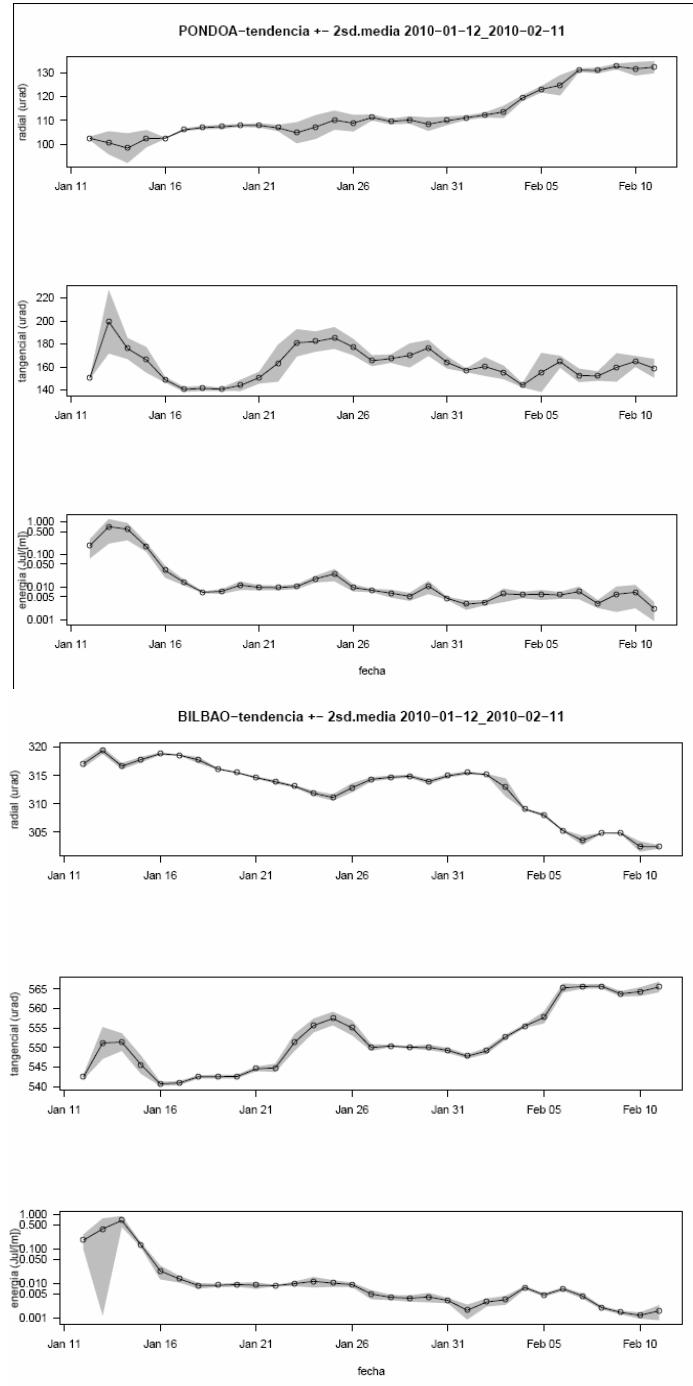 PONDOA-tendencia +- 2sd.media 2010-01-12_2010-02-11
radial (urad)
130
120
110
100
Jan 11 Jan 16 Jan 21 Jan 26 Jan 31 Feb 05 Feb 10
tangencial (urad)
220
200
180
160
140
Jan 11 Jan 16 Jan 21 Jan 26 Jan 31 Feb 05 Feb 10
energia (Jul/[m])
1.000
0.500
0.100
0.050
0.010
0.005
0.001
Jan 11 Jan 16 Jan 21 Jan 26 Jan 31 Feb 05 Feb 10
fecha
BILBAO-tendencia +- 2sd.media 2010-01-12_2010-02-11
radial (urad)
320
315
310
305
Jan 11 Jan 16 Jan 21 Jan 26 Jan 31 Feb 05 Feb 10
tangencial (urad)
565
560
555
550
545
540
Jan 11 Jan 16 Jan 21 Jan 26 Jan 31 Feb 05 Feb 10
energia (Jul/[m])
1.000
0.500
0.100
0.050
0.010
0.005
0.001
Jan 11 Jan 16 Jan 21 Jan 26 Jan 31 Feb 05 Feb 10
fecha